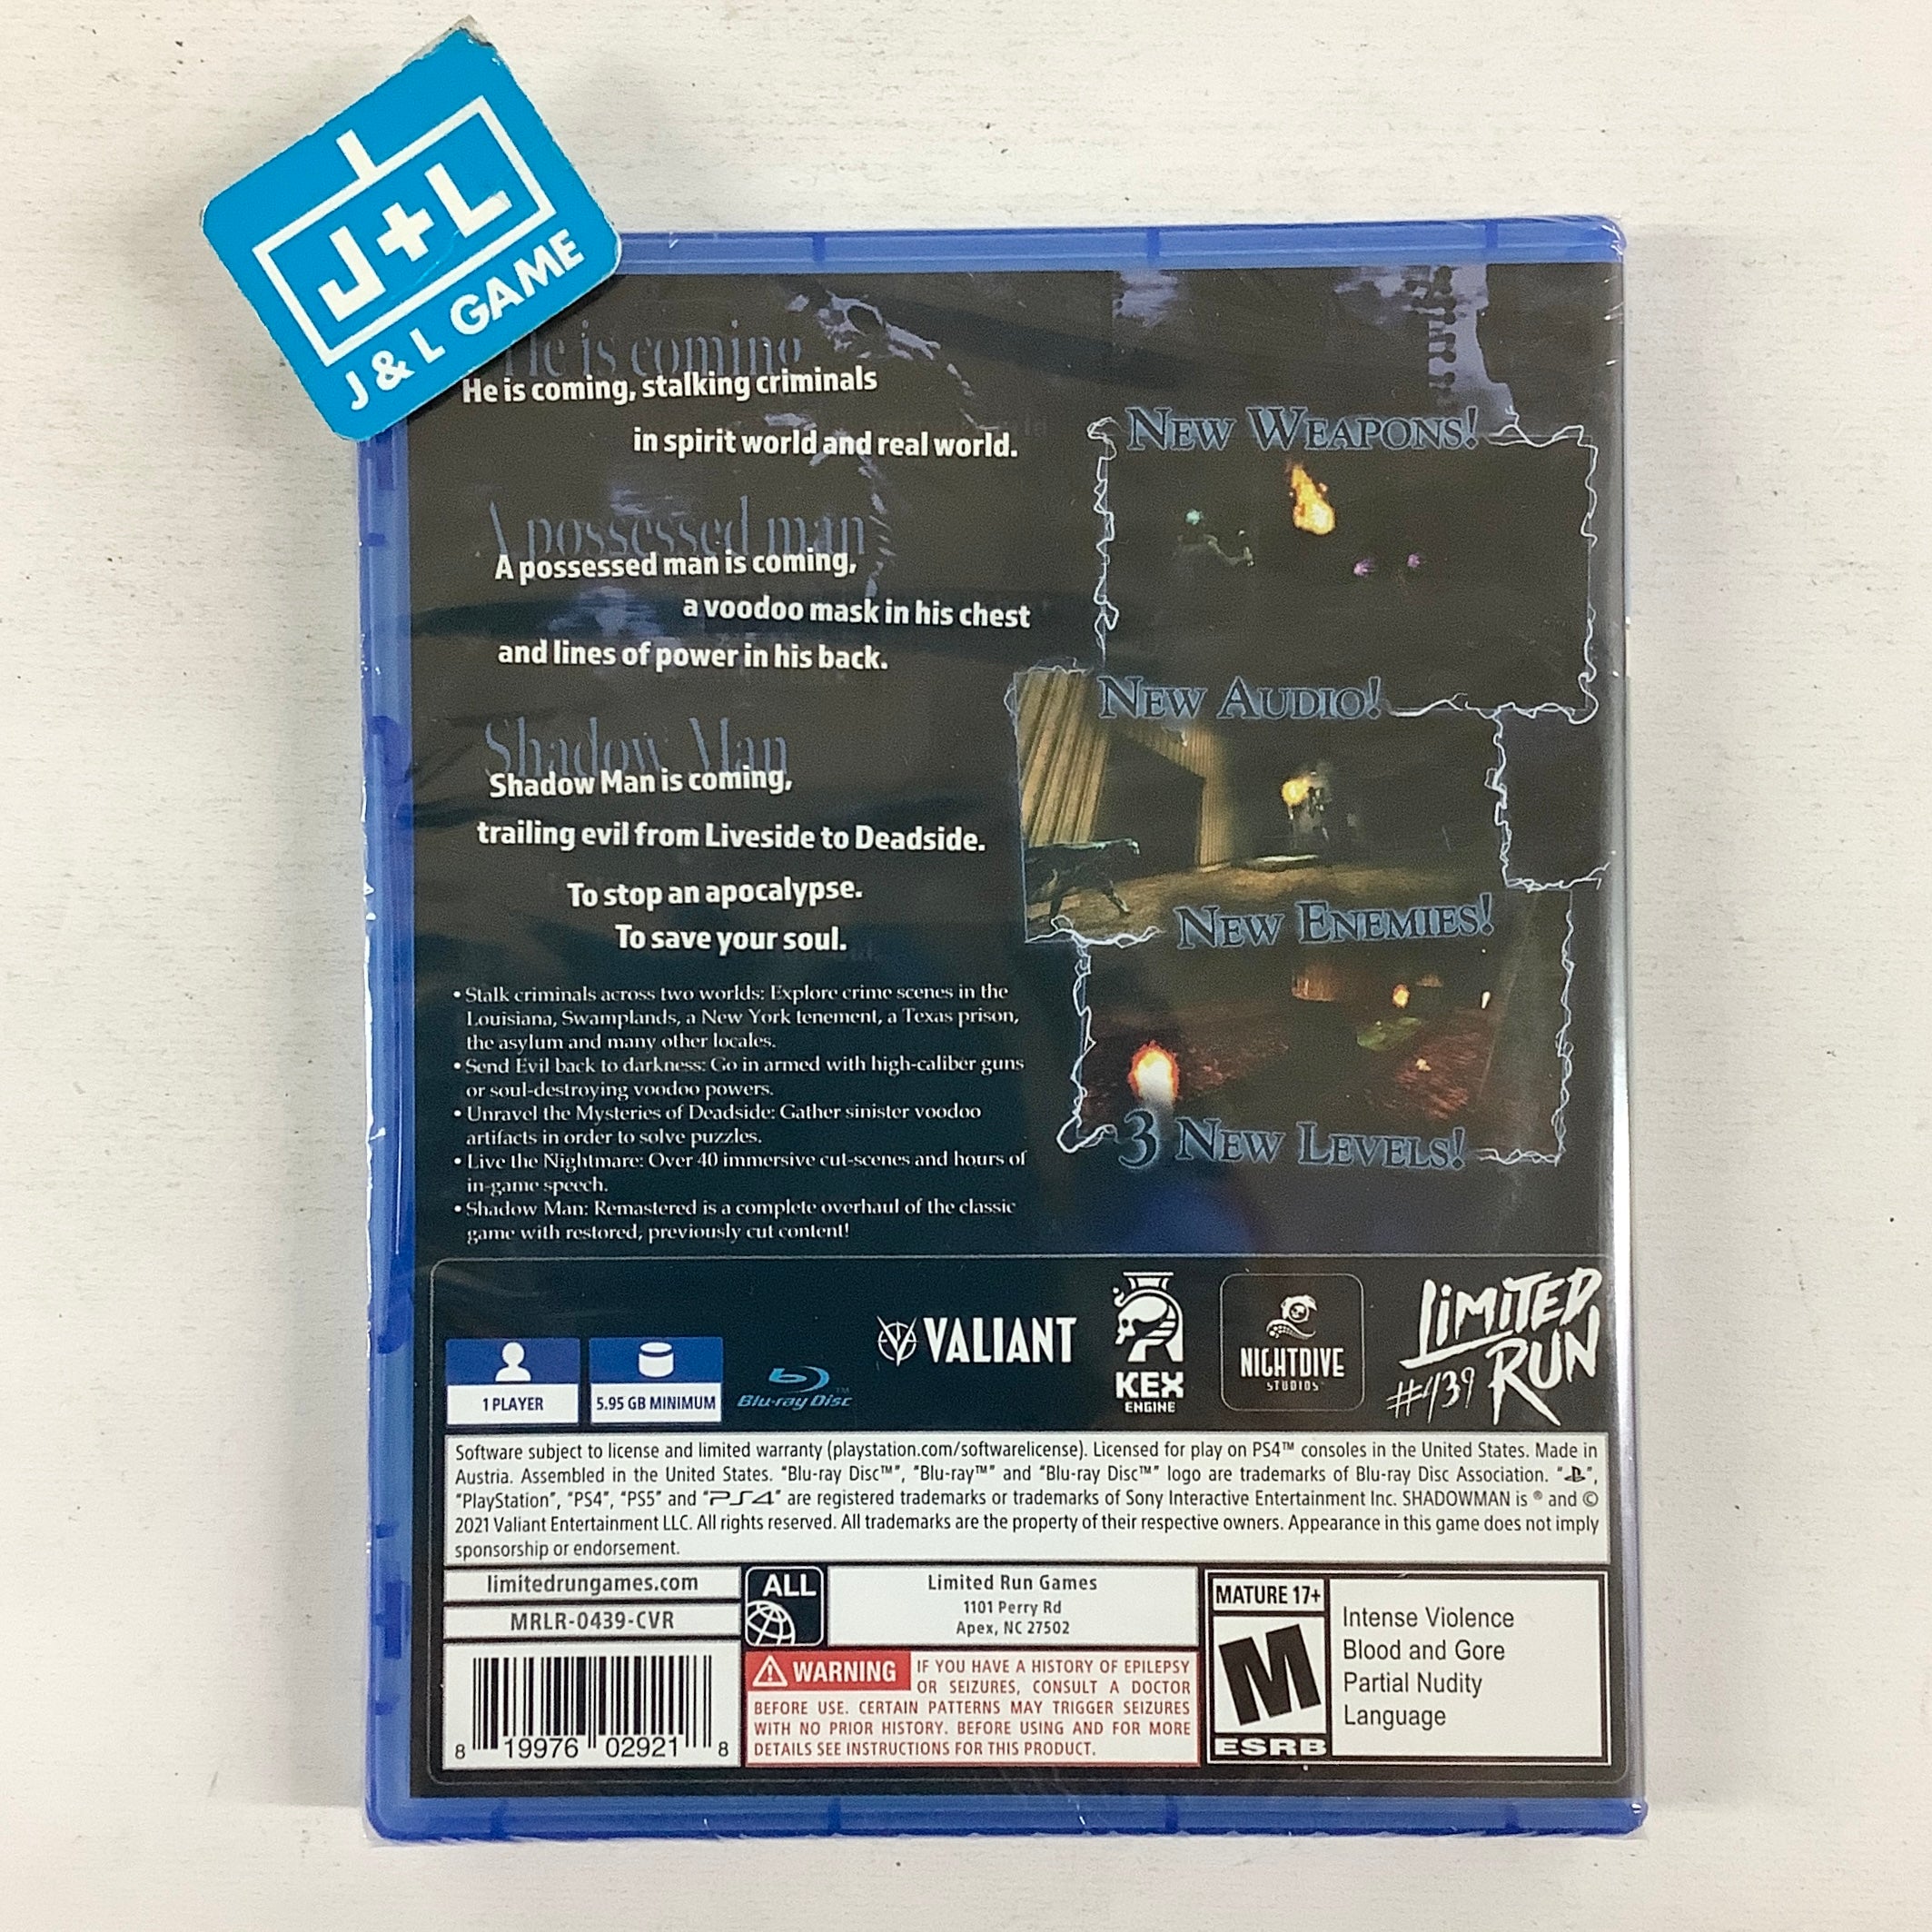 J+L
J & L GAME
He is coming
He is coming, stalking criminals
in spirit world and real world.
A possessed man
A possessed man is coming,
a voodoo mask in his chest
and lines of power in his back.
Shadow Man
Shadow Man is coming,
trailing evil from Liveside to Deadside.
To stop an apocalypse.
To save your soul.
• Stalk criminals across two worlds: Explore crime scenes in the
Louisiana, Swamplands, a New York tenement, a Texas prison,
the asylum and many other locales.
• Send Evil back to darkness: Go in armed with high-caliber guns
or soul-destroying voodoo powers.
• Unravel the Mysteries of Deadside: Gather sinister voodoo
artifacts in order to solve puzzles.
• Live the Nightmare: Over 40 immersive cut-scenes and hours of
in-game speech.
• Shadow Man: Remastered is a complete overhaul of the classic
game with restored, previously cut content!
NEW WEAPONS!
NEW AUDIO!
NEW ENEMIES!
3 NEW LEVELS!
1 PLAYER
5.95 GB MINIMUM
Blu-ray Disc™
VALIANT
KEX
ENGINE
NIGHTDIVE
STUDIOS
LIMITED
RUN
#439
Software subject to license and limited warranty (playstation.com/softwarelicense). Licensed for play on PS4™ consoles in the United States. Made in
Austria. Assembled in the United States. "Blu-ray Disc™", "Blu-ray™" and "Blu-ray Disc™" logo are trademarks of Blu-ray Disc Association. "PS",
"PlayStation", "PS4", "PS5" and "PS4" are registered trademarks or trademarks of Sony Interactive Entertainment Inc. SHADOWMAN is ® and ©
2021 Valiant Entertainment LLC. All rights reserved. All trademarks are the property of their respective owners. Appearance in this game does not imply
sponsorship or endorsement.
limitedrungames.com
MRLR-0439-CVR
8 19976 02921 8
ALL
Limited Run Games
1101 Perry Rd
Apex, NC 27502
WARNING IF YOU HAVE A HISTORY OF EPILEPSY
OR SEIZURES, CONSULT A DOCTOR
BEFORE USE. CERTAIN PATTERNS MAY TRIGGER SEIZURES
WITH NO PRIOR HISTORY. BEFORE USING AND FOR MORE
DETAILS SEE INSTRUCTIONS FOR THIS PRODUCT.
MATURE 17+
M
ESRB
Intense Violence
Blood and Gore
Partial Nudity
Language